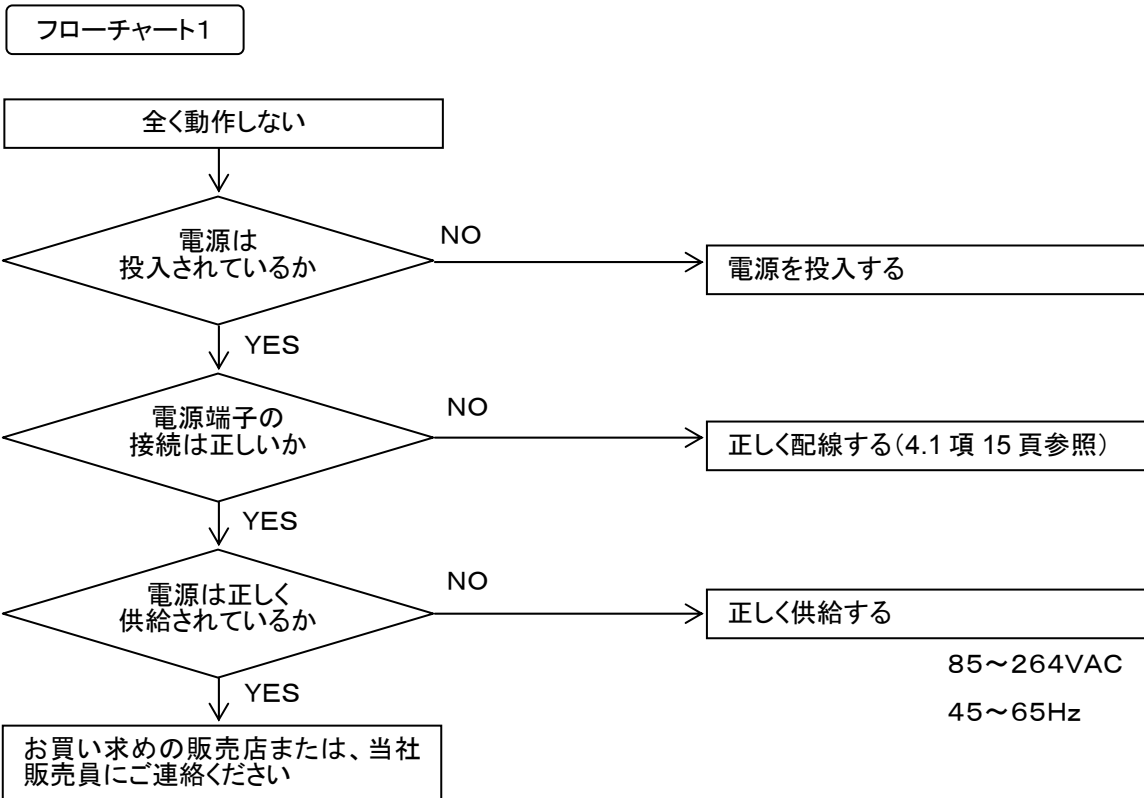 フローチャート1
全く動作しない
電源は
投入されているか
NO
電源を投入する
YES
電源端子の
接続は正しいか
NO
正しく配線する(4.1 項 15 頁参照)
YES
電源は正しく
供給されているか
NO
正しく供給する
85～264VAC
45～65Hz
YES
お買い求めの販売店または、当社
販売員にご連絡ください